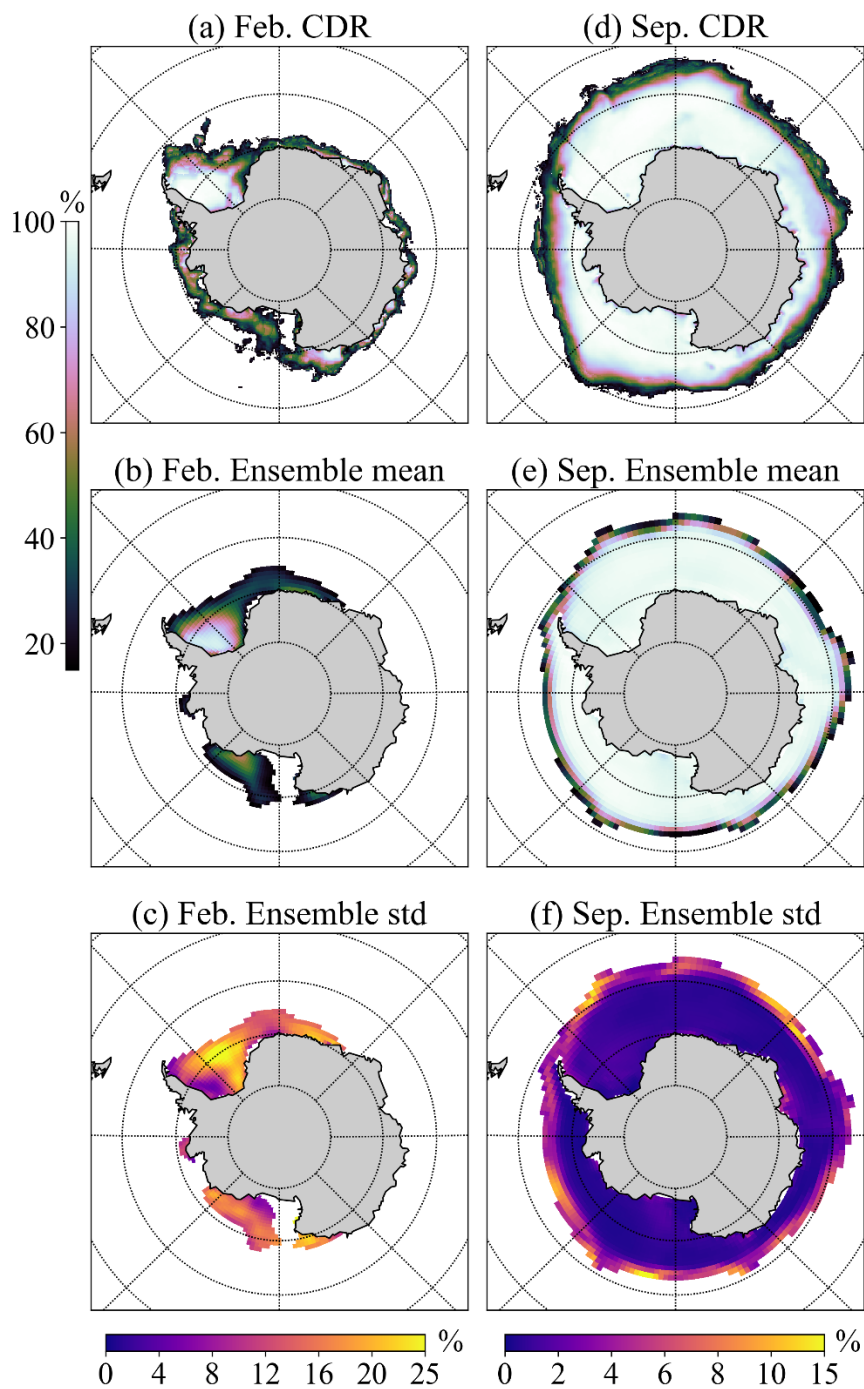 (a) Feb. CDR
(d) Sep. CDR
%
100
80
60
40
20
(b) Feb. Ensemble mean
(e) Sep. Ensemble mean
(c) Feb. Ensemble std
(f) Sep. Ensemble std
0 4 8 12 16 20 25 %
0 2 4 6 8 10 15 %